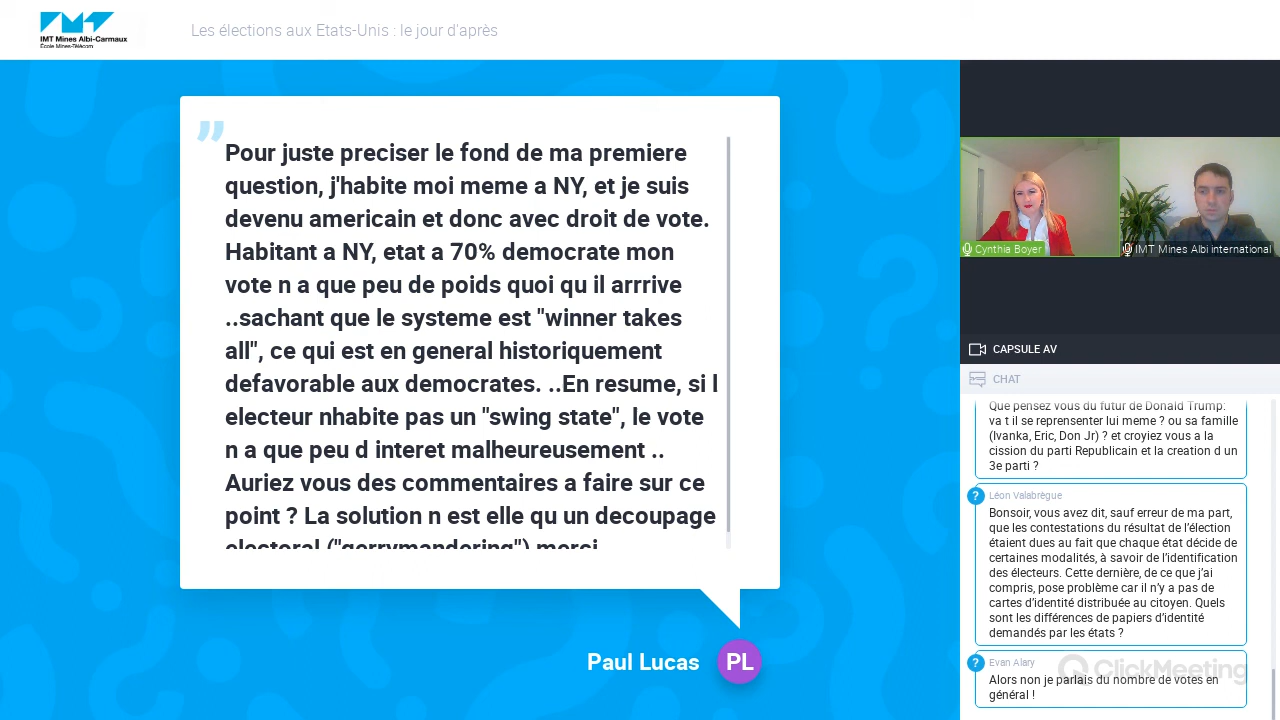 IMT Mines Albi-Carmaux
École Mines-Télécom
Les élections aux Etats-Unis : le jour d'après
”
Pour juste preciser le fond de ma premiere
question, j'habite moi meme a NY, et je suis
devenu americain et donc avec droit de vote.
Habitant a NY, etat a 70% democrate mon
vote n a que peu de poids quoi qu il arrrive
..sachant que le systeme est "winner takes
all", ce qui est en general historiquement
defavorable aux democrates. ..En resume, si l
electeur nhabite pas un "swing state", le vote
n a que peu d interet malheureusement ..
Auriez vous des commentaires a faire sur ce
point ? La solution n est elle qu un decoupage
electoral ("gerrymandering") merci
Paul Lucas
PL
Cynthia Boyer
IMT Mines Albi international
CAPSULE AV
CHAT
Que pensez vous du futur de Donald Trump:
va t il se reprensenter lui meme ? ou sa famille
(Ivanka, Eric, Don Jr) ? et croyiez vous a la
cission du parti Republicain et la creation d un
3e parti ?
?
Léon Valabrègue
Bonsoir, vous avez dit, sauf erreur de ma part,
que les contestations du résultat de l’élection
étaient dues au fait que chaque état décide de
certaines modalités, à savoir de l’identification
des électeurs. Cette dernière, de ce que j’ai
compris, pose problème car il n’y a pas de
cartes d’identité distribuée au citoyen. Quels
sont les différences de papiers d’identité
demandés par les états ?
?
Evan Alary
Alors non je parlais du nombre de votes en
général !
ClickMeeting